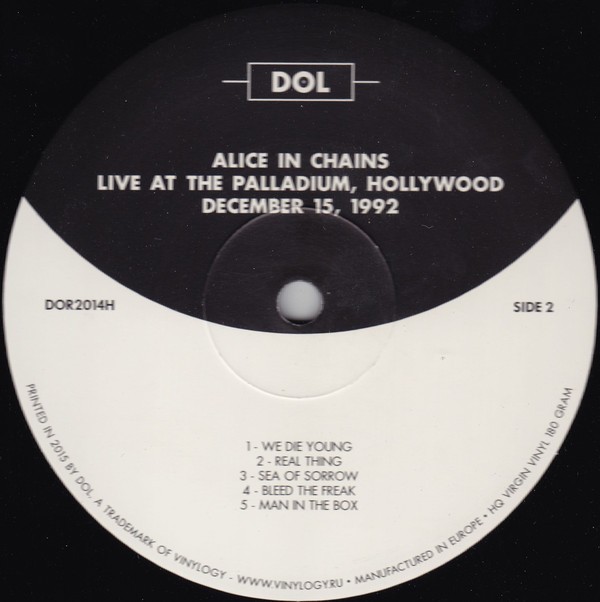 DOL
ALICE IN CHAINS
LIVE AT THE PALLADIUM, HOLLYWOOD
DECEMBER 15, 1992
DOR2014H
SIDE 2
1 - WE DIE YOUNG
2 - REAL THING
3 - SEA OF SORROW
4 - BLEED THE FREAK
5 - MAN IN THE BOX
PRINTED IN 2015 BY DOL, A TRADEMARK OF VINYLOGY - WWW.VINYLOGY.RU • MANUFACTURED IN EUROPE • HQ VIRGIN VINYL 180 GRAM